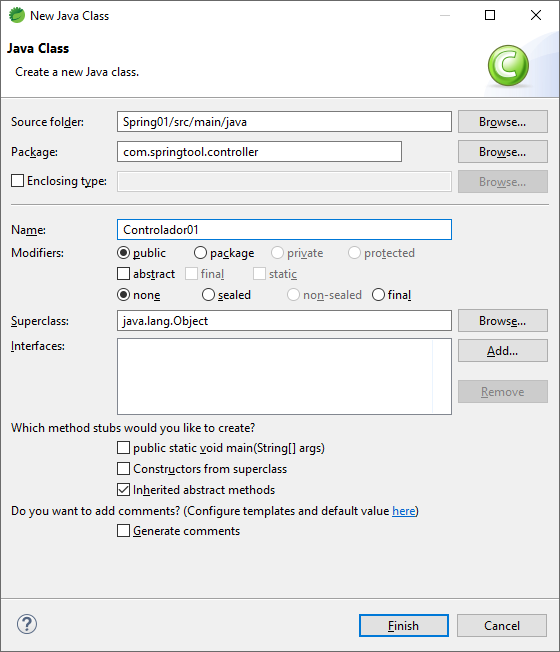 New Java Class
Java Class
Create a new Java class.
Source folder: Spring01/src/main/java Browse...
Package: com.springtool.controller Browse...
Enclosing type: Browse...
Name: Controlador01
Modifiers: public package private protected
abstract final static
none sealed non-sealed final
Superclass: java.lang.Object Browse...
Interfaces: Add...
Remove
Which method stubs would you like to create?
public static void main(String[] args)
Constructors from superclass
Inherited abstract methods
Do you want to add comments? (Configure templates and default value here)
Generate comments
? Finish Cancel